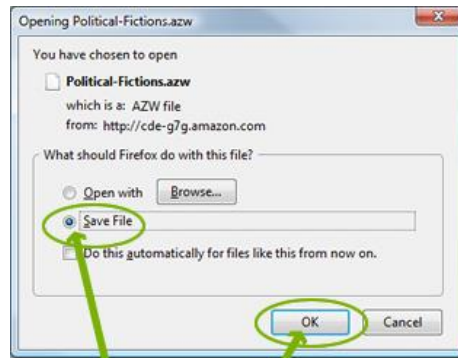 Opening Political-Fictions.azw
You have chosen to open
Political-Fictions.azw
which is a: AZW file
from: http://cde-g7g.amazon.com
What should Firefox do with this file?
Open with Browse...
Save File
Do this automatically for files like this from now on.
OK Cancel